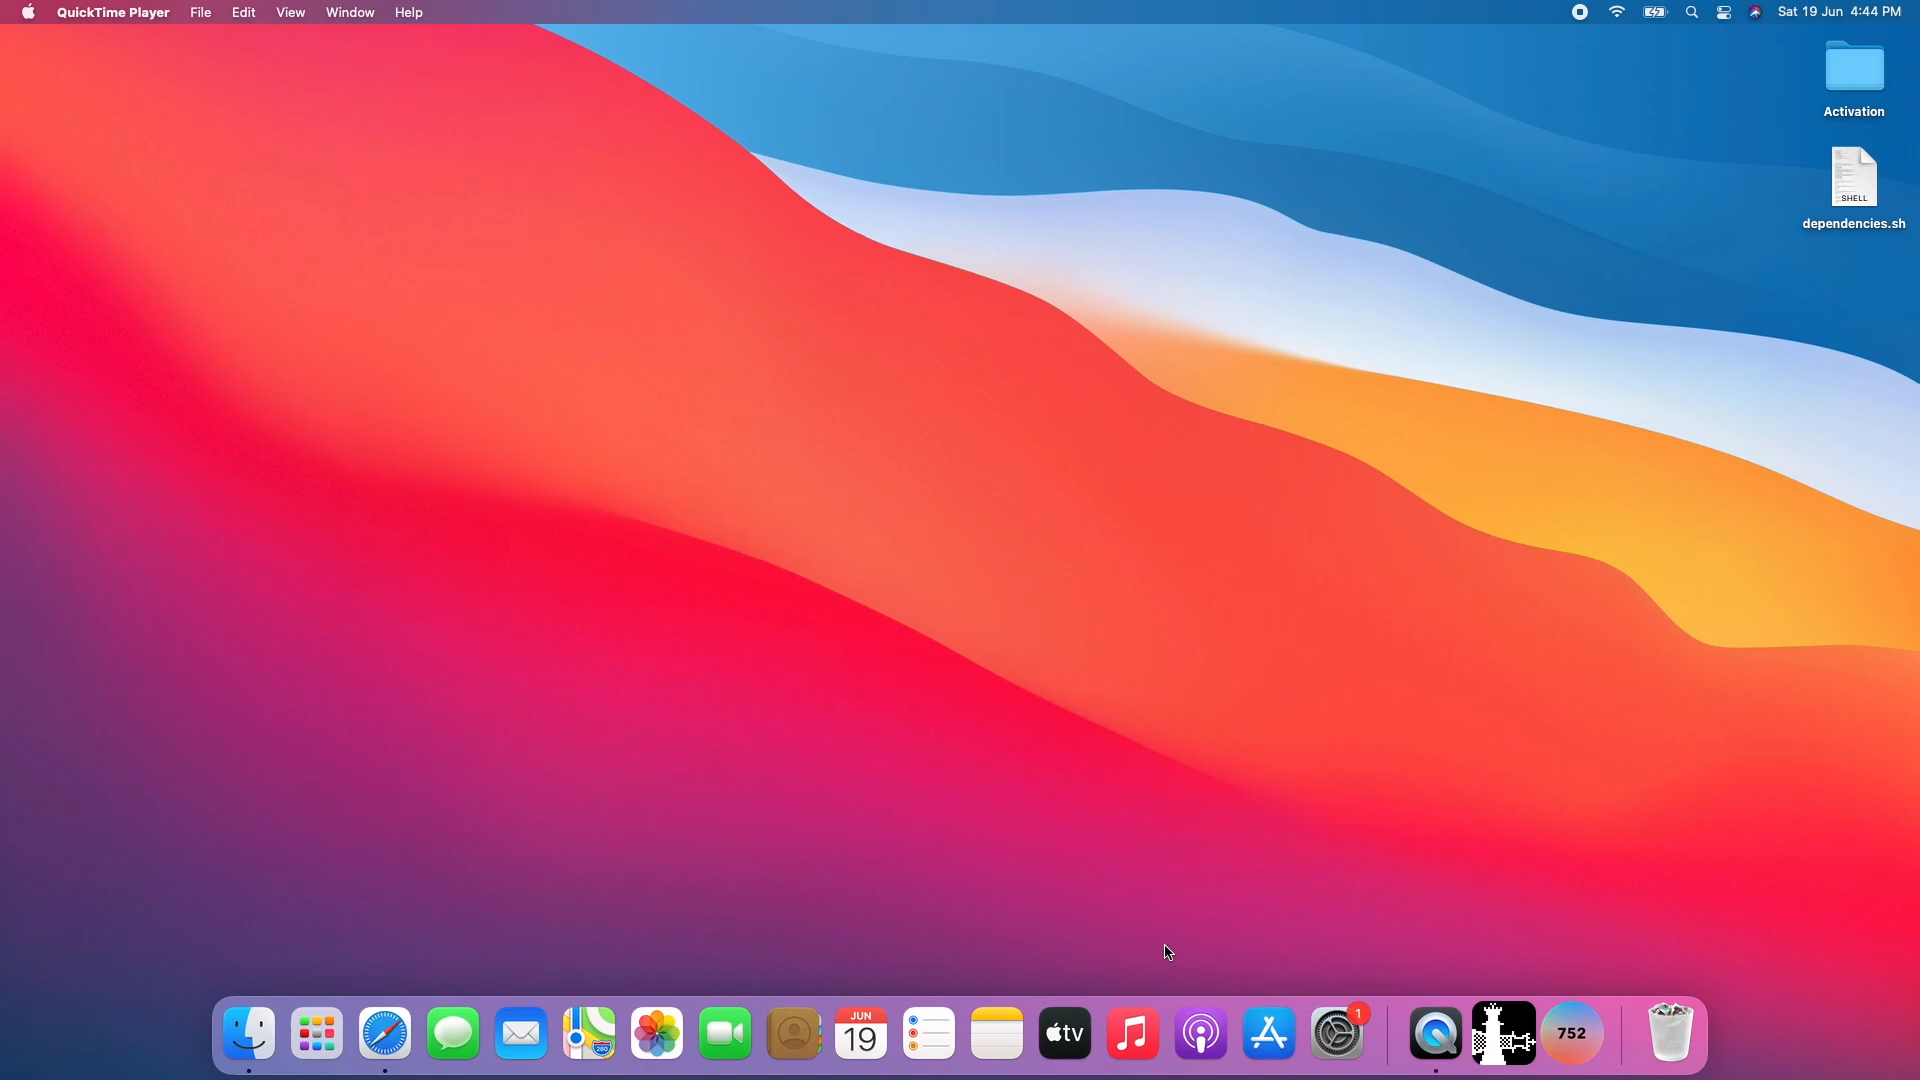 QuickTime Player File Edit View Window Help Sat 19 Jun 4:44 PM
Activation
SHELL
dependencies.sh
JUN
19
280
tv
1
752